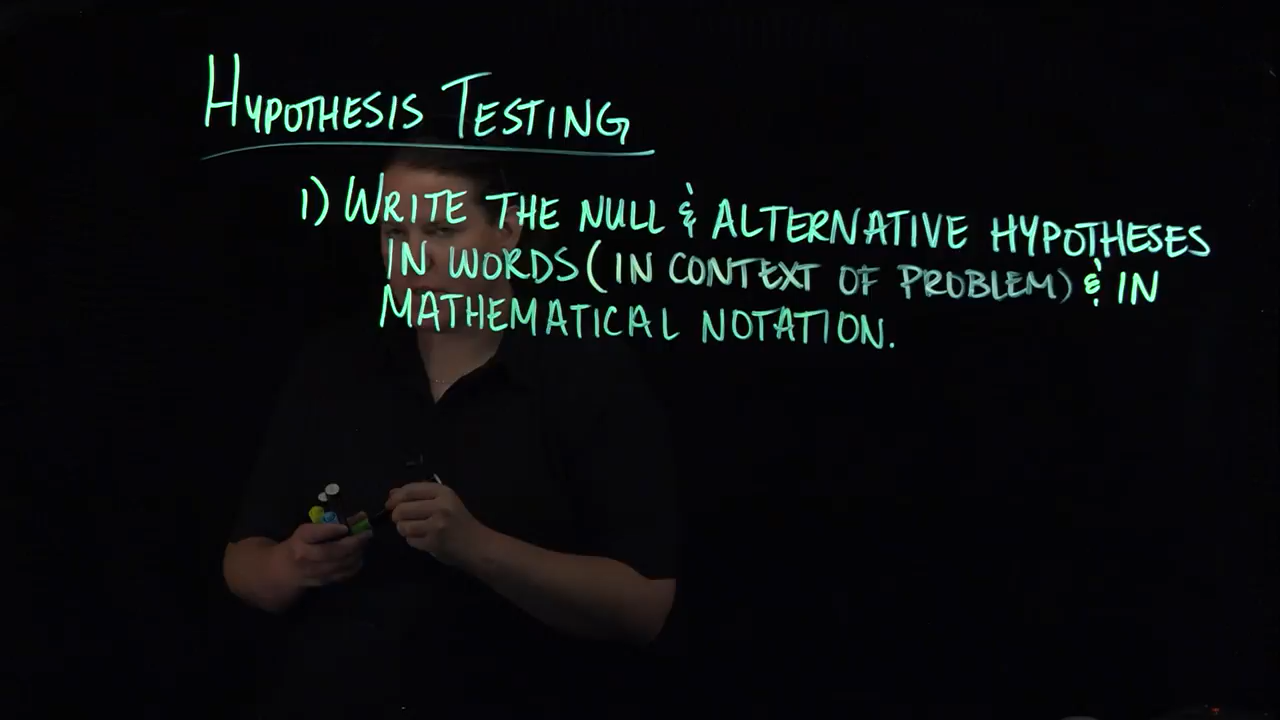 HYPOTHESIS TESTING
1) WRITE THE NULL & ALTERNATIVE HYPOTHESES
IN WORDS (IN CONTEXT OF PROBLEM) & IN
MATHEMATICAL NOTATION.